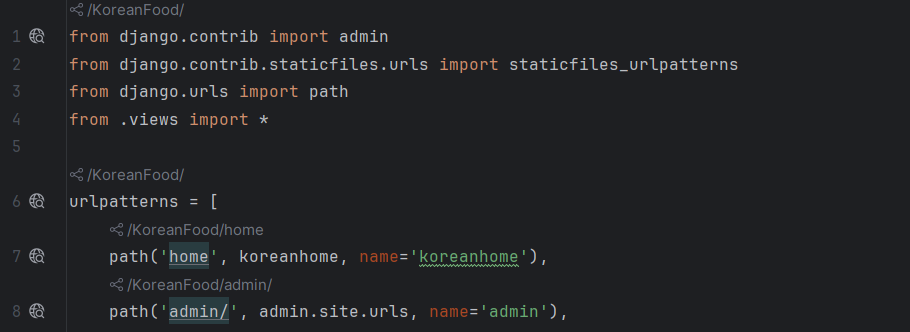 /KoreanFood/
1 from django.contrib import admin
2 from django.contrib.staticfiles.urls import staticfiles_urlpatterns
3 from django.urls import path
4 from .views import *
5
/KoreanFood/
6 urlpatterns = [
/KoreanFood/home
7 path('home', koreanhome, name='koreanhome'),
/KoreanFood/admin/
8 path('admin/', admin.site.urls, name='admin'),